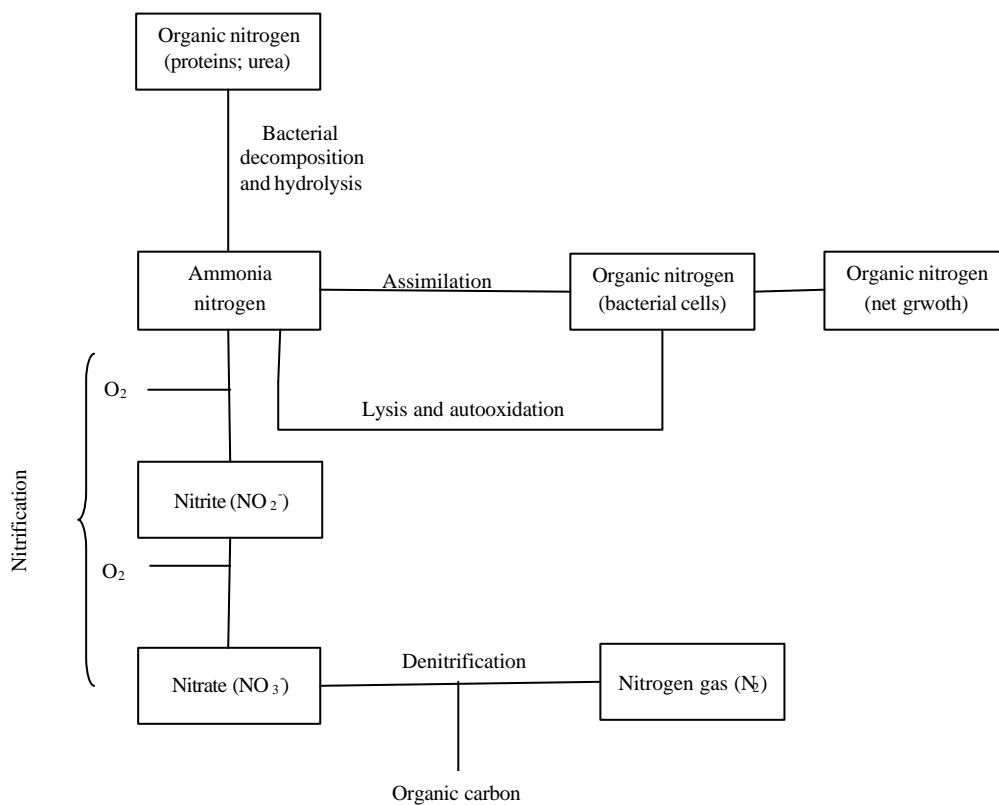 Organic nitrogen
(proteins; urea)
Bacterial
decomposition
and hydrolysis
Ammonia
nitrogen
Assimilation
Organic nitrogen
(bacterial cells)
Organic nitrogen
(net grwoth)
O₂
Lysis and autooxidation
Nitrification
Nitrite (NO₂⁻)
O₂
Nitrate (NO₃⁻)
Denitrification
Nitrogen gas (N₂)
Organic carbon